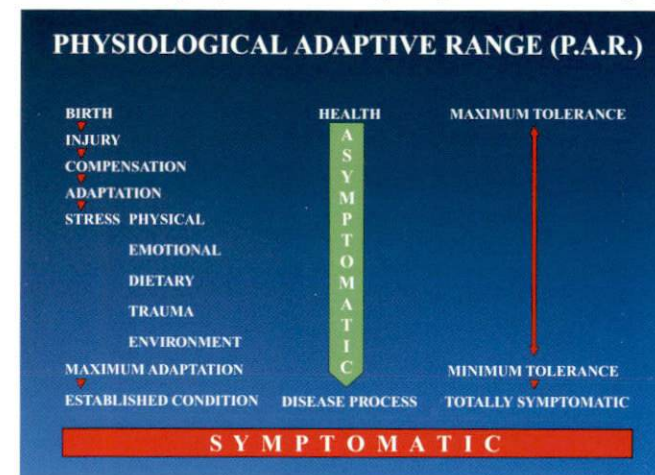 PHYSIOLOGICAL ADAPTIVE RANGE (P.A.R.)
BIRTH
INJURY
COMPENSATION
ADAPTATION
STRESS PHYSICAL
EMOTIONAL
DIETARY
TRAUMA
ENVIRONMENT
MAXIMUM ADAPTATION
ESTABLISHED CONDITION
HEALTH
ASYMPTOMATIC
DISEASE PROCESS
MAXIMUM TOLERANCE
MINIMUM TOLERANCE
TOTALLY SYMPTOMATIC
SYMPTOMATIC